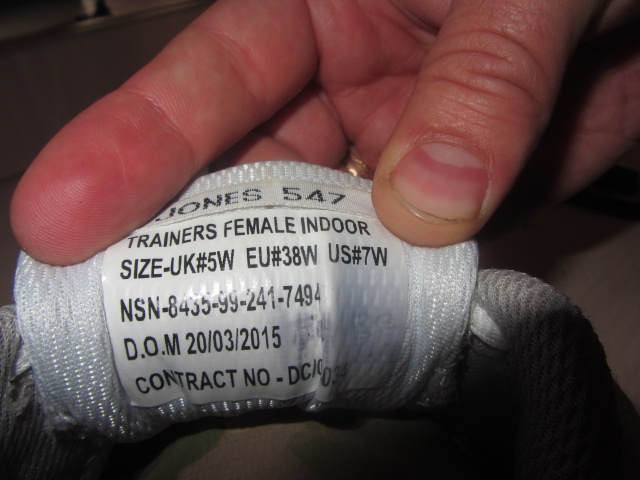 JONES 547
TRAINERS FEMALE INDOOR
SIZE-UK#5W EU#38W US#7W
NSN-8435-99-241-7494
D.O.M 20/03/2015
CONTRACT NO - DC/